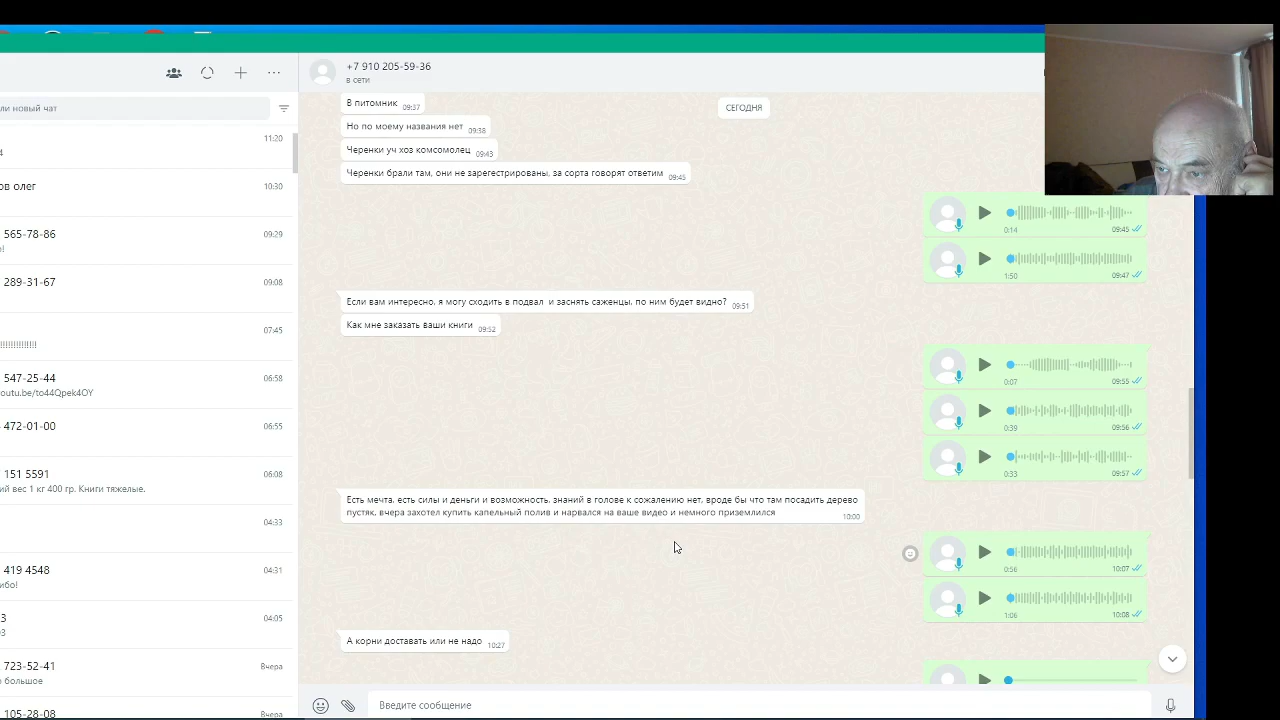 +7 910 205-59-36
в сети
ли новый чат
11:20
4
ов олег
10:30
565-78-86
09:29
о!
289-31-67
09:08
07:45
!!!!!!!!!!!!!!!!!
547-25-44
06:58
outu.be/to44Qpek4OY
472-01-00
06:55
151 5591
06:08
ий вес 1 кг 400 гр. Книги тяжелые.
04:33
419 4548
04:31
ибо!
3
04:05
03
723-52-41
Вчера
о большое
105-28-08
Вчера
СЕГОДНЯ
В питомник 09:37
Но по моему названия нет 09:38
Черенки уч хоз комсомолец 09:43
Черенки брали там, они не зарегестрированы, за сорта говорят ответим 09:45
0:14 09:45
1:50 09:47
Если вам интересно, я могу сходить в подвал и заснять саженцы, по ним будет видно? 09:51
Как мне заказать ваши книги 09:52
0:07 09:55
0:39 09:56
0:33 09:57
Есть мечта, есть силы и деньги и возможность, знаний в голове к сожалению нет, вроде бы что там посадить дерево
пустяк, вчера захотел купить капельный полив и нарвался на ваше видео и немного приземлился 10:00
0:56 10:07
1:06 10:08
А корни доставать или не надо 10:27
Введите сообщение